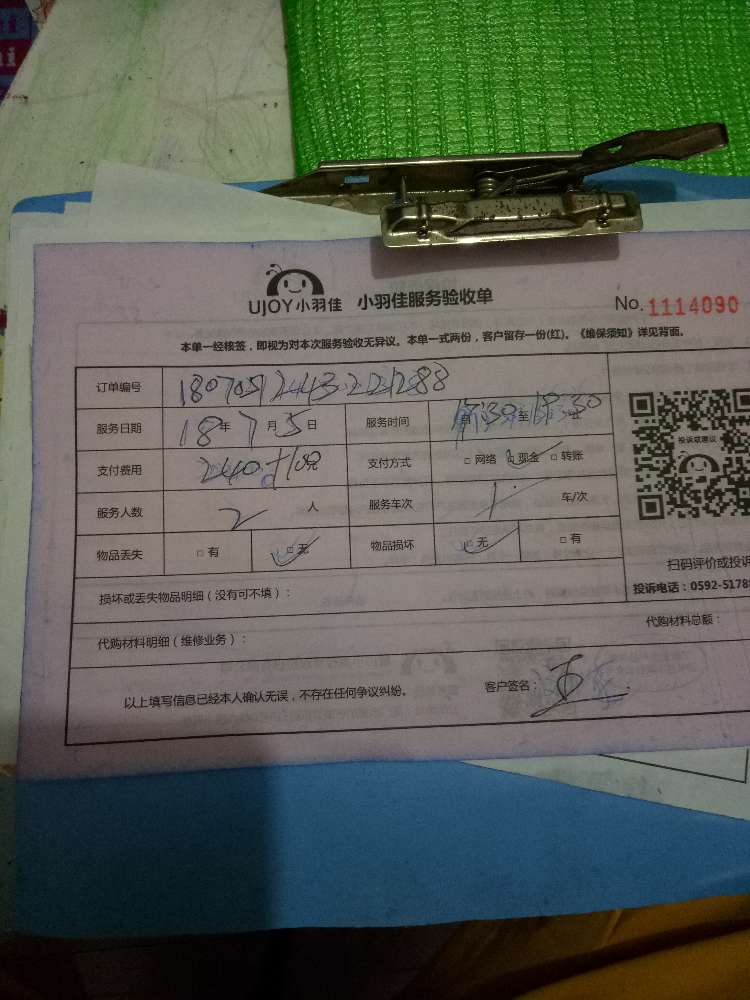 UJOY小羽佳 小羽佳服务验收单 No. 1114090
本单一经核签，即视为对本次服务验收无异议。本单一式两份，客户留存一份(红)。《维保须知》详见背面。
订单编号
服务日期 18年 7月 5日 服务时间 至 18:30
支付费用 支付方式 □ 网络 □ 现金 □ 转账
服务人数 2 人 服务车次 1 车/次
物品丢失 □ 有 □ 无 物品损坏 □ 无 □ 有
投诉或建议
扫码评价或投诉
投诉电话：0592-5178
损坏或丢失物品明细（没有可不填）：
代购材料明细（维修业务）： 代购材料总额：
以上填写信息已经本人确认无误，不存在任何争议纠纷。 客户签名：